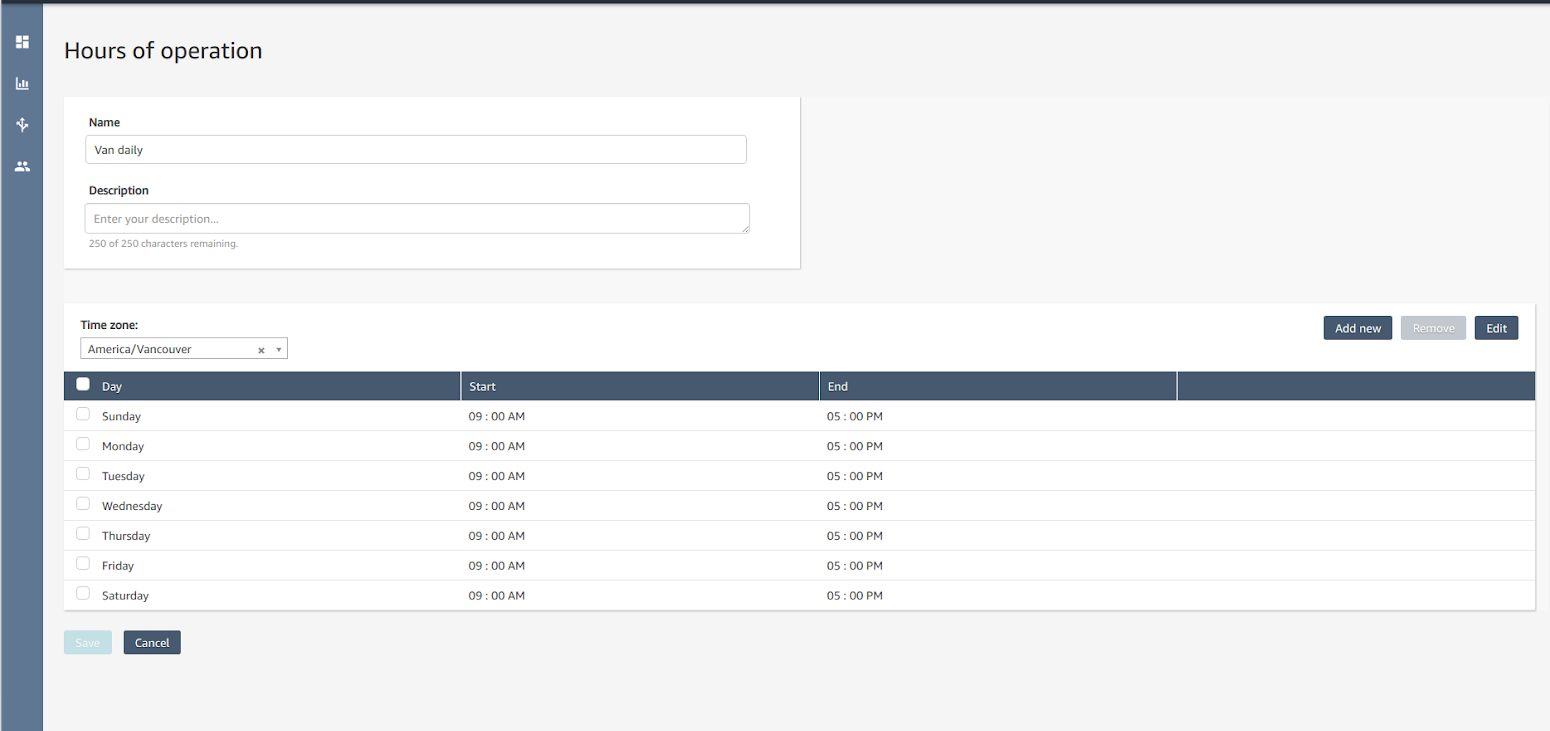 Hours of operation
Name
Van daily
Description
Enter your description...
250 of 250 characters remaining.
Time zone:
America/Vancouver
Add new Remove Edit
Day Start End
Sunday 09 : 00 AM 05 : 00 PM
Monday 09 : 00 AM 05 : 00 PM
Tuesday 09 : 00 AM 05 : 00 PM
Wednesday 09 : 00 AM 05 : 00 PM
Thursday 09 : 00 AM 05 : 00 PM
Friday 09 : 00 AM 05 : 00 PM
Saturday 09 : 00 AM 05 : 00 PM
Save Cancel